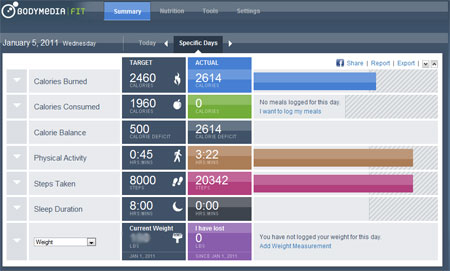 BODYMEDIA | FIT
Summary Nutrition Tools Settings
January 5, 2011 Wednesday
Today Specific Days
TARGET ACTUAL
Share | Report | Export |
Calories Burned 2460 CALORIES 2614 CALORIES
Calories Consumed 1960 CALORIES 0 CALORIES No meals logged for this day.
I want to log my meals
Calorie Balance 500 CALORIE DEFICIT 2614 CALORIE DEFICIT
Physical Activity 0:45 HRS:MINS 3:22 HRS:MINS
Steps Taken 8000 STEPS 20342 STEPS
Sleep Duration 8:00 HRS:MINS 0:00 HRS:MINS
Weight Current Weight LBS JAN 1, 2011 I have lost 0 LBS SINCE JAN 1, 2011 You have not logged your weight for this day.
Add Weight Measurement